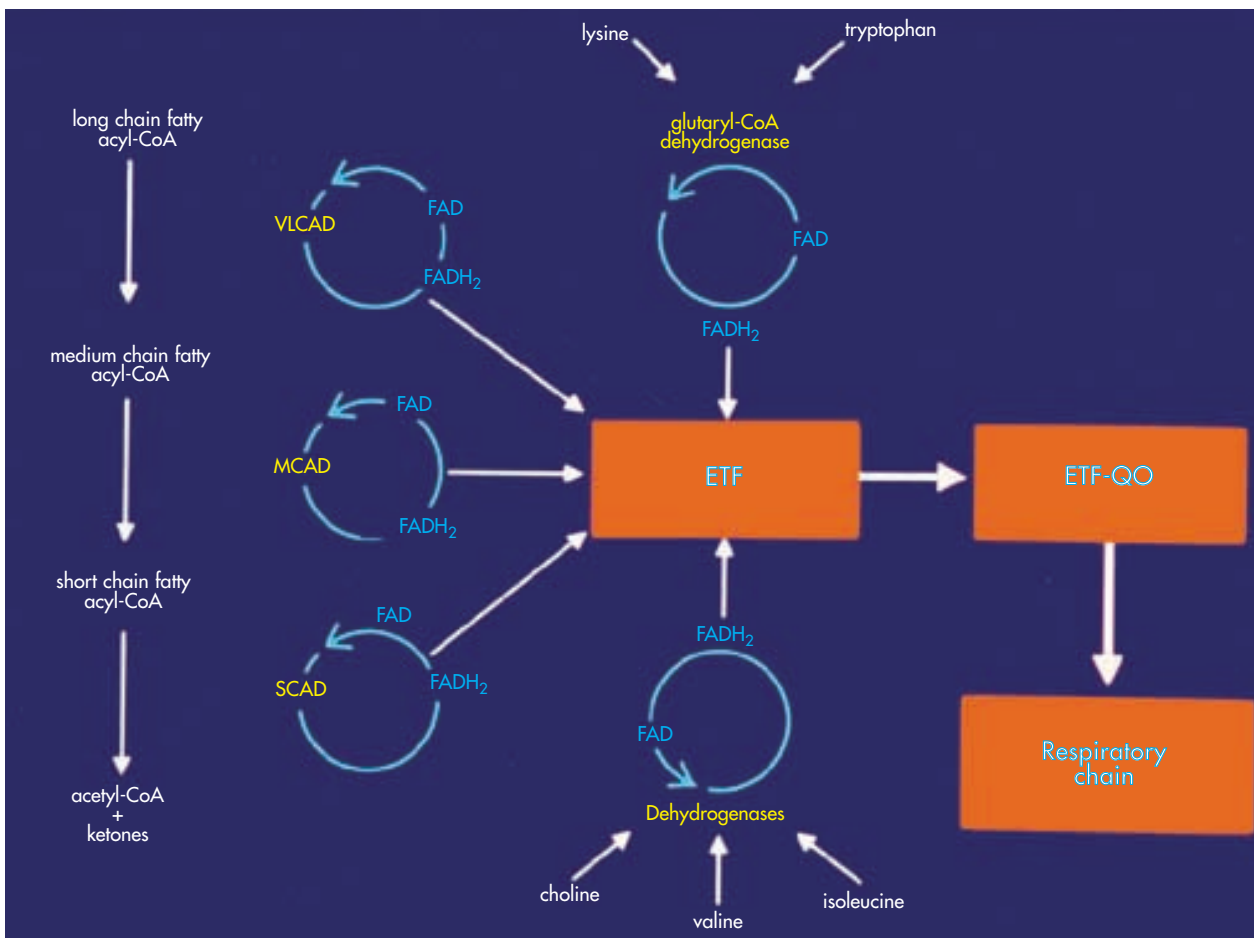 lysine
tryptophan
glutaryl-CoA
dehydrogenase
FAD
FADH₂
long chain fatty
acyl-CoA
medium chain fatty
acyl-CoA
short chain fatty
acyl-CoA
acetyl-CoA
+
ketones
VLCAD
FAD
FADH₂
MCAD
FAD
FADH₂
SCAD
FAD
FADH₂
ETF
ETF-QO
Respiratory
chain
FADH₂
FAD
Dehydrogenases
choline
valine
isoleucine